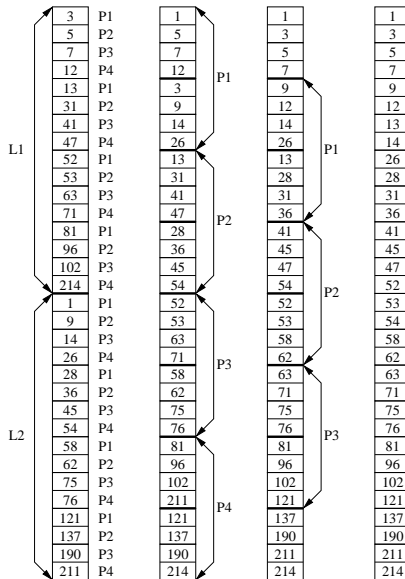 3 P1 1 1 1
5 P2 5 3 3
7 P3 7 5 5
12 P4 12 7 7
P1
13 P1 3 9 9
31 P2 9 12 12
41 P3 14 14 13
47 P4 26 26 14
L1 P1
52 P1 13 13 26
53 P2 31 28 28
63 P3 41 31 31
71 P4 47 36 36
P2
81 P1 28 41 41
96 P2 36 45 45
102 P3 45 47 47
214 P4 54 54 52
P2
1 P1 52 52 53
9 P2 53 53 54
14 P3 63 58 58
26 P4 71 62 62
P3
28 P1 58 63 63
36 P2 62 71 71
45 P3 75 75 75
54 P4 76 76 76
L2 P3
58 P1 81 81 81
62 P2 96 96 96
75 P3 102 102 102
76 P4 211 121 121
P4
121 P1 121 137 137
137 P2 137 190 190
190 P3 190 211 211
211 P4 214 214 214